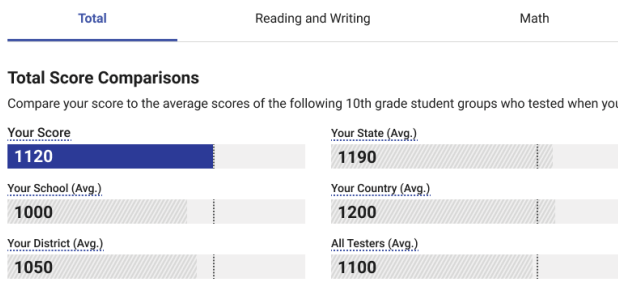 Total Reading and Writing Math
Total Score Comparisons
Compare your score to the average scores of the following 10th grade student groups who tested when
Your Score
1120
Your State (Avg.)
1190
Your School (Avg.)
1000
Your Country (Avg.)
1200
Your District (Avg.)
1050
All Testers (Avg.)
1100